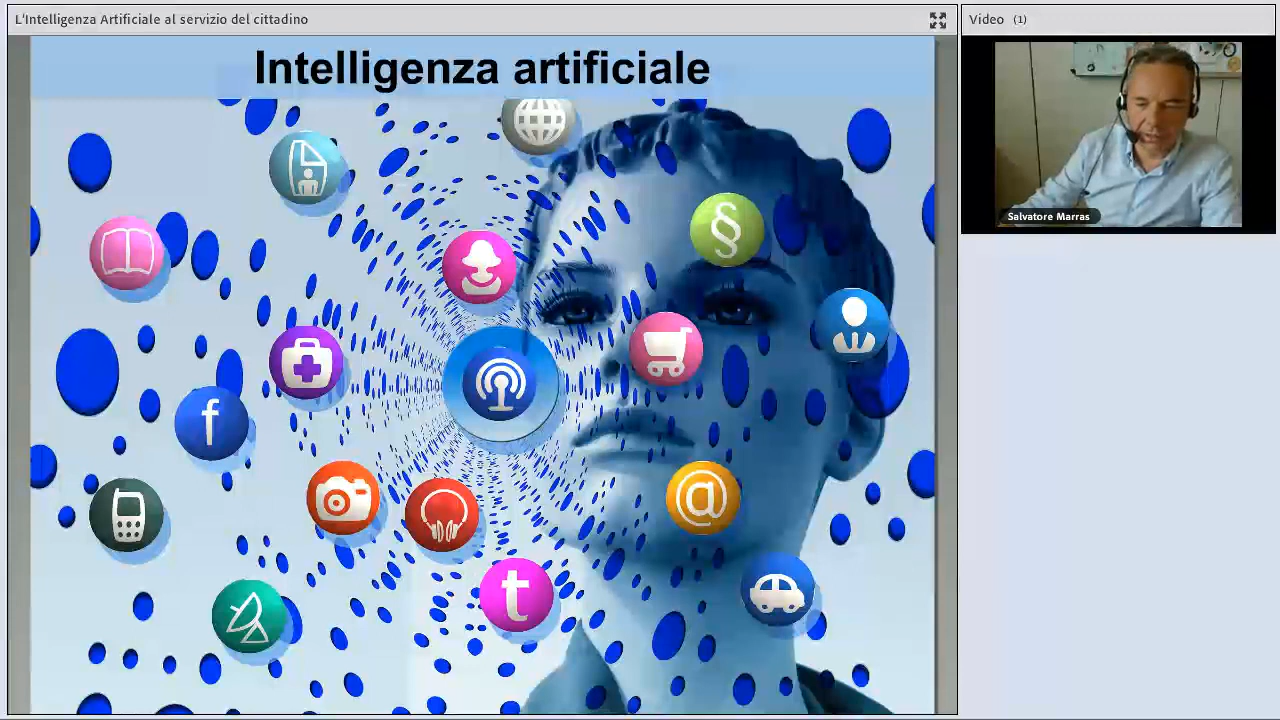 L'Intelligenza Artificiale al servizio del cittadino
Video (1)
Intelligenza artificiale
Salvatore Marras
§
f
@
t